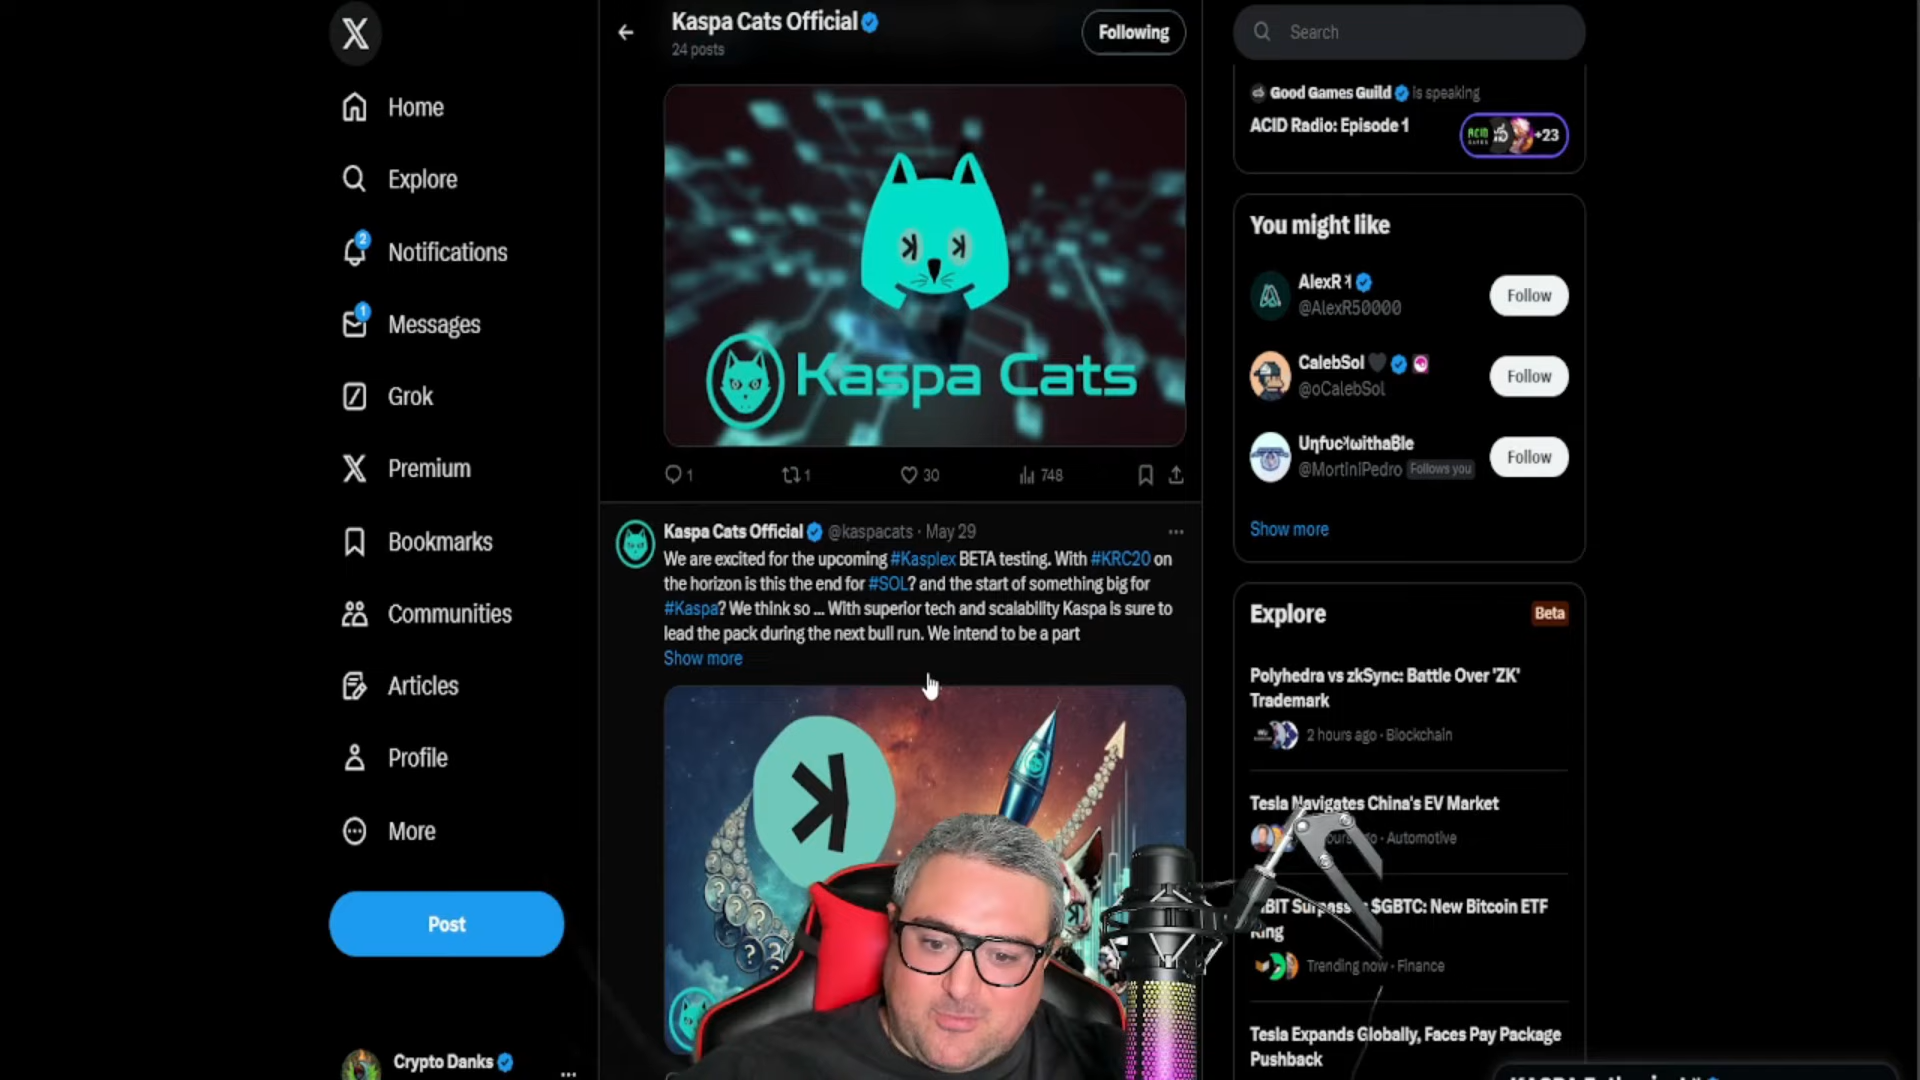 Home
Explore
2
Notifications
1
Messages
Grok
Premium
Bookmarks
Communities
Articles
Profile
More
Post
Crypto Danks
Kaspa Cats Official
24 posts
Following
Kaspa Cats
1
1
30
748
Kaspa Cats Official @kaspacats · May 29
We are excited for the upcoming #Kasplex BETA testing. With #KRC20 on
the horizon is this the end for #SOL? and the start of something big for
#Kaspa? We think so ... With superior tech and scalability Kaspa is sure to
lead the pack during the next bull run. We intend to be a part
Show more
Search
Good Games Guild is speaking
ACID Radio: Episode 1
+23
You might like
AlexR
@AlexR50000
Follow
CalebSol
@oCalebSol
Follow
@MortiniPedro Follows you
Follow
Show more
Explore
Beta
Polyhedra vs zkSync: Battle Over 'ZK'
Trademark
2 hours ago · Blockchain
Tesla Navigates China's EV Market
ago · Automotive
$GBTC: New Bitcoin ETF
Trending now · Finance
Tesla Expands Globally, Faces Pay Package
Pushback